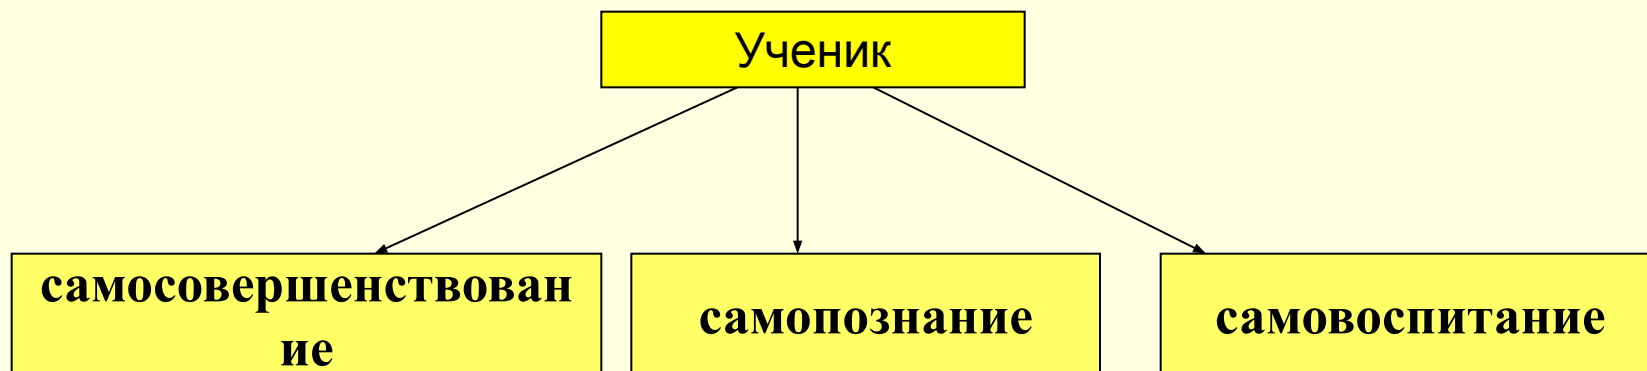 Ученик
самосовершенствован
ие
самопознание
самовоспитание